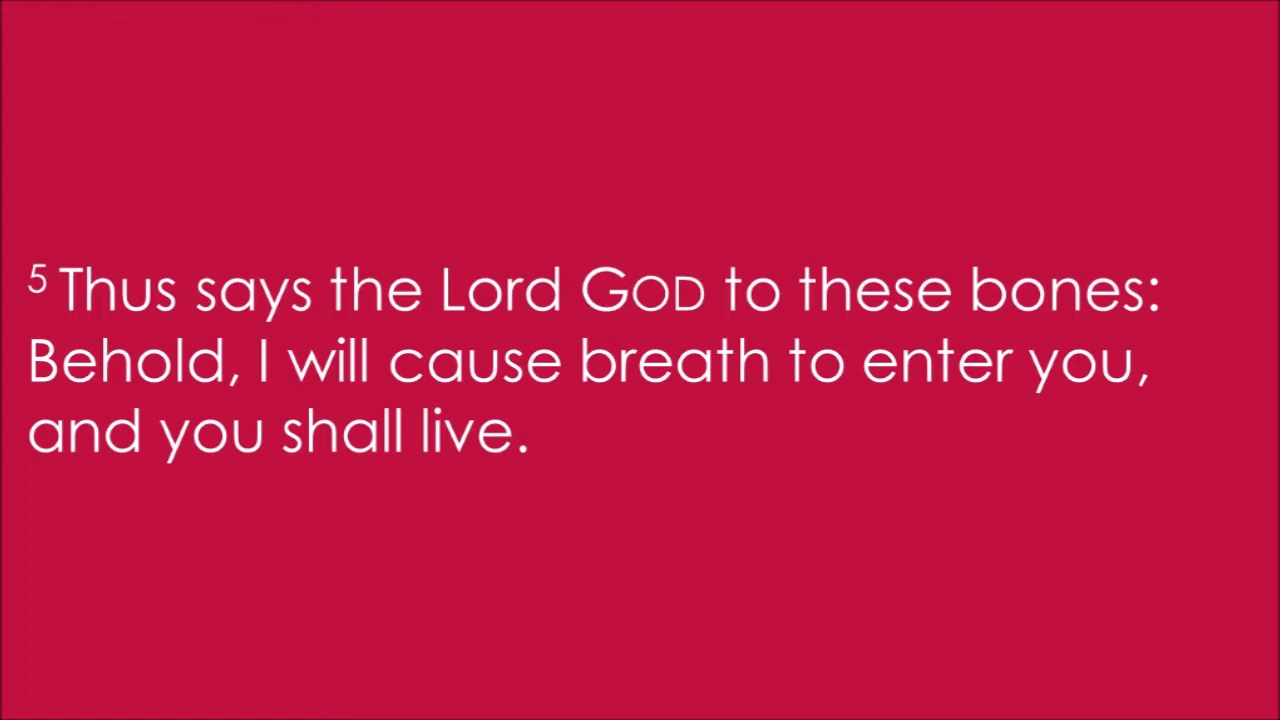 5 Thus says the Lord GOD to these bones:
Behold, I will cause breath to enter you,
and you shall live.